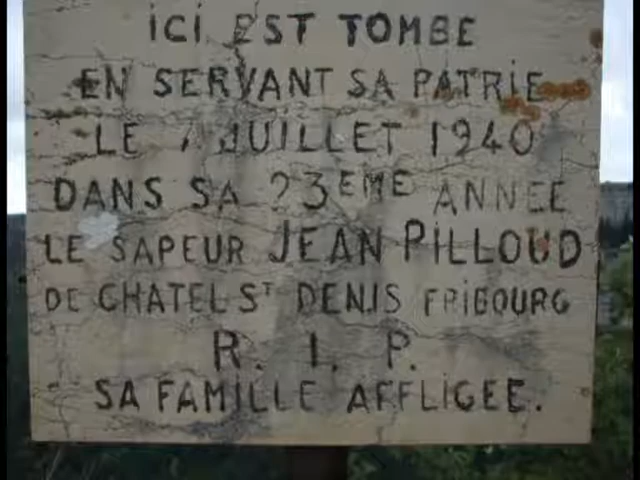 ICI EST TOMBE
EN SERVANT SA PATRIE
LE 7 JUILLET 1940
DANS SA 23EME ANNEE
LE SAPEUR JEAN PILLOUD
DE CHATEL ST DENIS FRIBOURG
R. I. P.
SA FAMILLE AFFLIGEE.